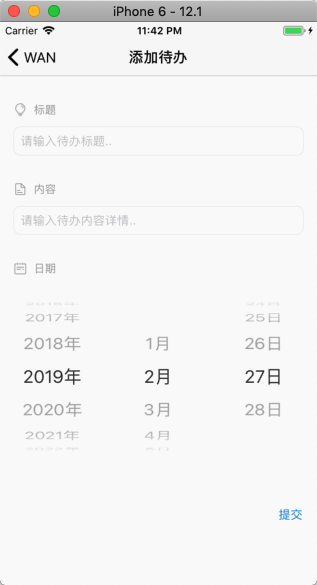 iPhone 6 - 12.1
Carrier 11:42 PM
WAN 添加待办
标题
请输入待办标题..
内容
请输入待办内容详情..
日期
2017年 25日
2018年 1月 26日
2019年 2月 27日
2020年 3月 28日
2021年 4月
提交